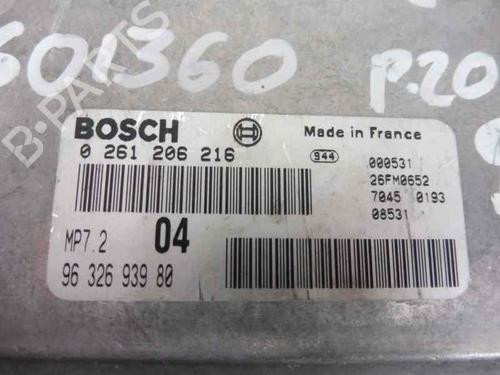 601360 P.20
B-PARTS
BOSCH Made in France
0 261 206 216 944 000531
26FM0652
7045 0193
08531
MP7.2 04
96 326 939 80